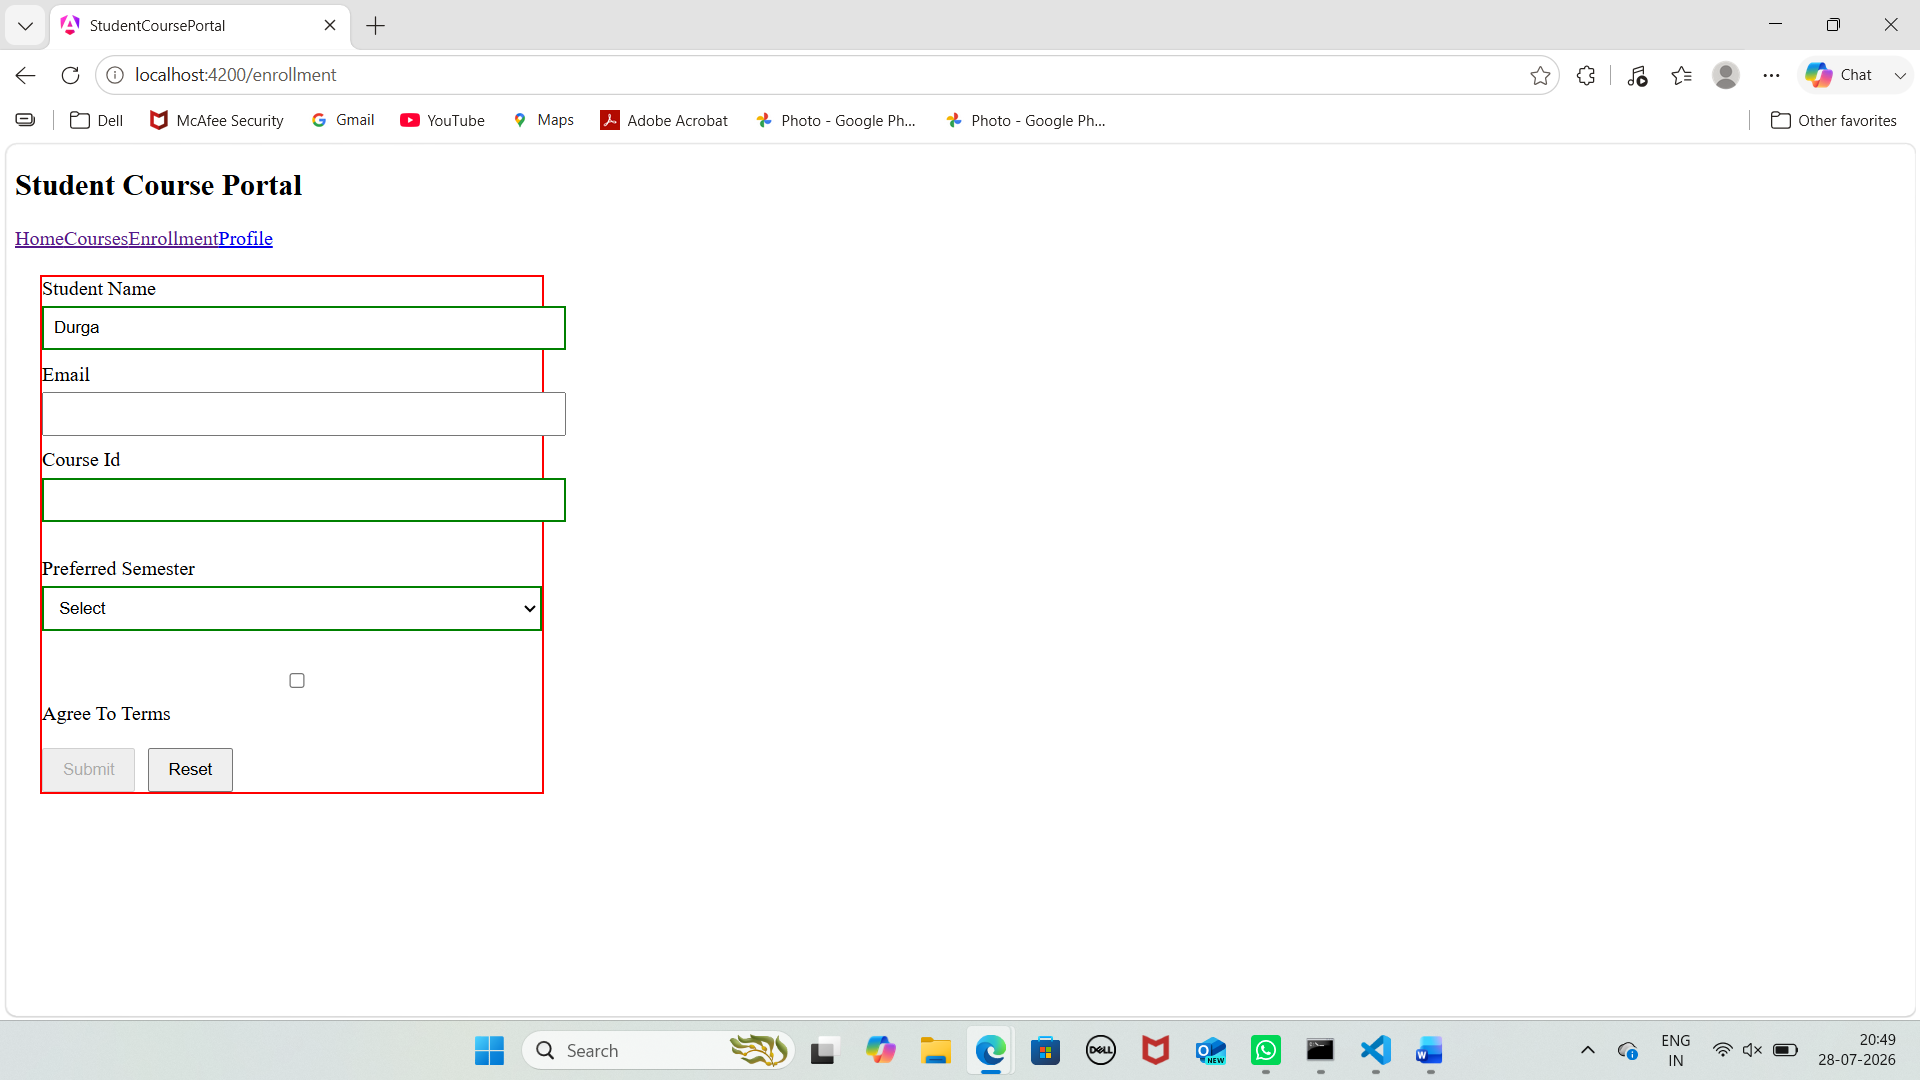 StudentCoursePortal
localhost:4200/enrollment
Chat
Dell
McAfee Security
Gmail
YouTube
Maps
Adobe Acrobat
Photo - Google Ph...
Photo - Google Ph...
Other favorites
Student Course Portal
HomeCoursesEnrollmentProfile
Student Name
Durga
Email
Course Id
Preferred Semester
Select
Agree To Terms
Submit
Reset
Search
DELL
NEW
W
ENG
IN
20:49
28-07-2026